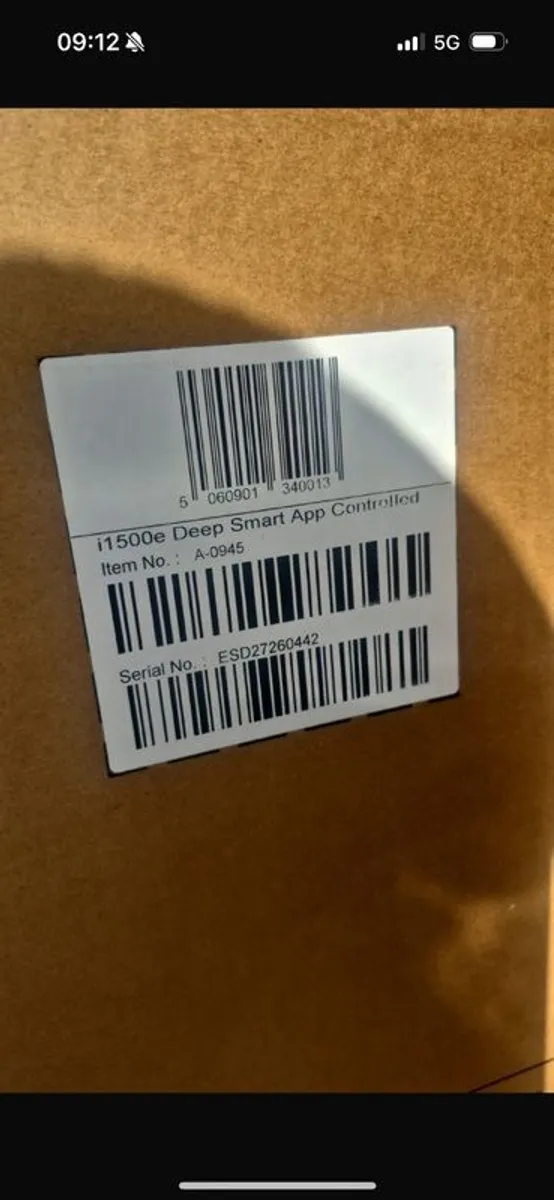 09:12 5G
5 060901 340013
i1500e Deep Smart App Controlled
Item No. : A-0945
Serial No. : ESD27260442